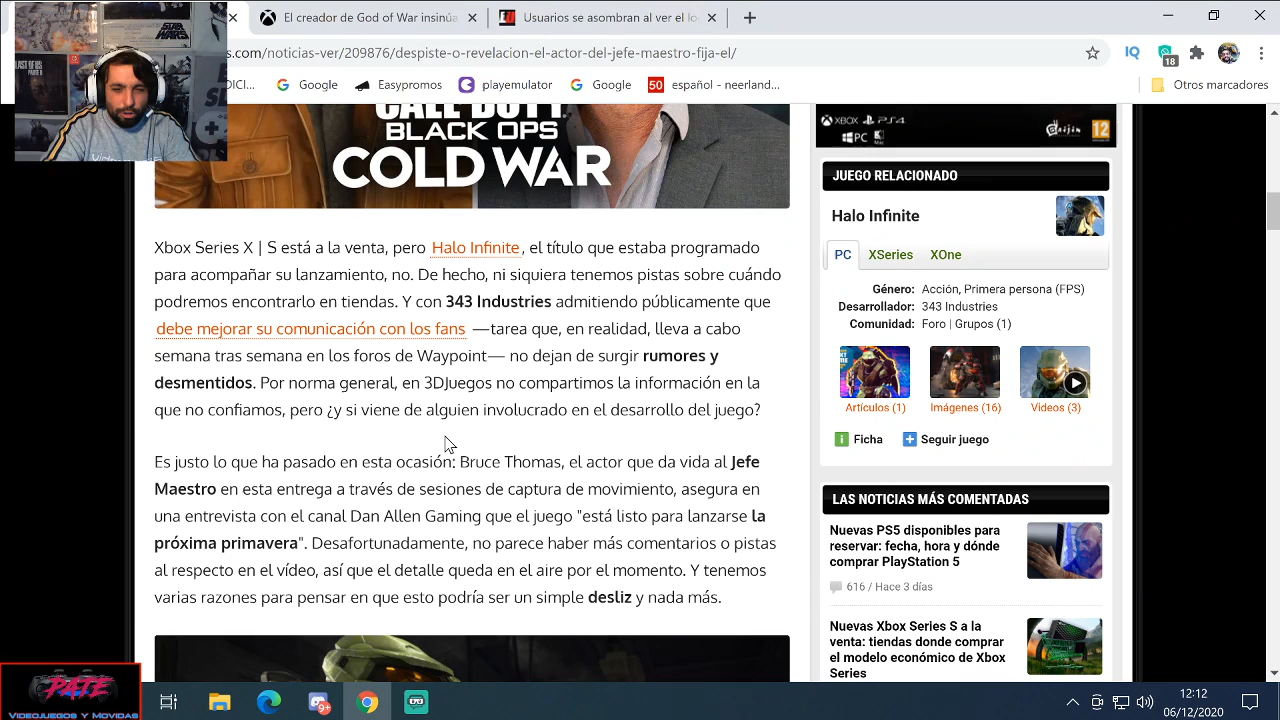 STAR WARS
LAST OF US
PARTE II
El creador de God of War insinúa
Usuarios
an al ver el lo
s.com/noticias-ver/209876/despiste-o-revelacion-el-actor-del-jefe-maestro-fija-el/
18
DICI...
Google
Easypromos
playemulator
Google
50 español - neerland...
Otros marcadores
CALL OF DUTY
BLACK OPS
COLD WAR
XBOX PS4
PC Mac
Gaijin
12
JUEGO RELACIONADO
Halo Infinite
PC XSeries XOne
Género: Acción, Primera persona (FPS)
Desarrollador: 343 Industries
Comunidad: Foro | Grupos (1)
Artículos (1) Imágenes (16) Videos (3)
Ficha Seguir juego
Xbox Series X | S está a la venta, pero Halo Infinite, el título que estaba programado
para acompañar su lanzamiento, no. De hecho, ni siquiera tenemos pistas sobre cuándo
podremos encontrarlo en tiendas. Y con 343 Industries admitiendo públicamente que
debe mejorar su comunicación con los fans —tarea que, en realidad, lleva a cabo
semana tras semana en los foros de Waypoint— no dejan de surgir rumores y
desmentidos. Por norma general, en 3DJuegos no compartimos la información en la
que no confiamos, pero ¿y si viene de alguien involucrado en el desarrollo del juego?
Es justo lo que ha pasado en esta ocasión: Bruce Thomas, el actor que da vida al Jefe
Maestro en esta entrega a través de sesiones de captura de movimiento, asegura en
una entrevista con el canal Dan Allen Gaming que el juego "está listo para lanzarse la
próxima primavera". Desafortunadamente, no parece haber más comentarios o pistas
al respecto en el vídeo, así que el detalle queda en el aire por el momento. Y tenemos
varias razones para pensar en que esto podría ser un simple desliz y nada más.
LAS NOTICIAS MÁS COMENTADAS
Nuevas PS5 disponibles para
reservar: fecha, hora y dónde
comprar PlayStation 5
616 / Hace 3 días
Nuevas Xbox Series S a la
venta: tiendas donde comprar
el modelo económico de Xbox
Series
PATE
VIDEOJUEGOS Y MOVIDAS
12:12
06/12/2020